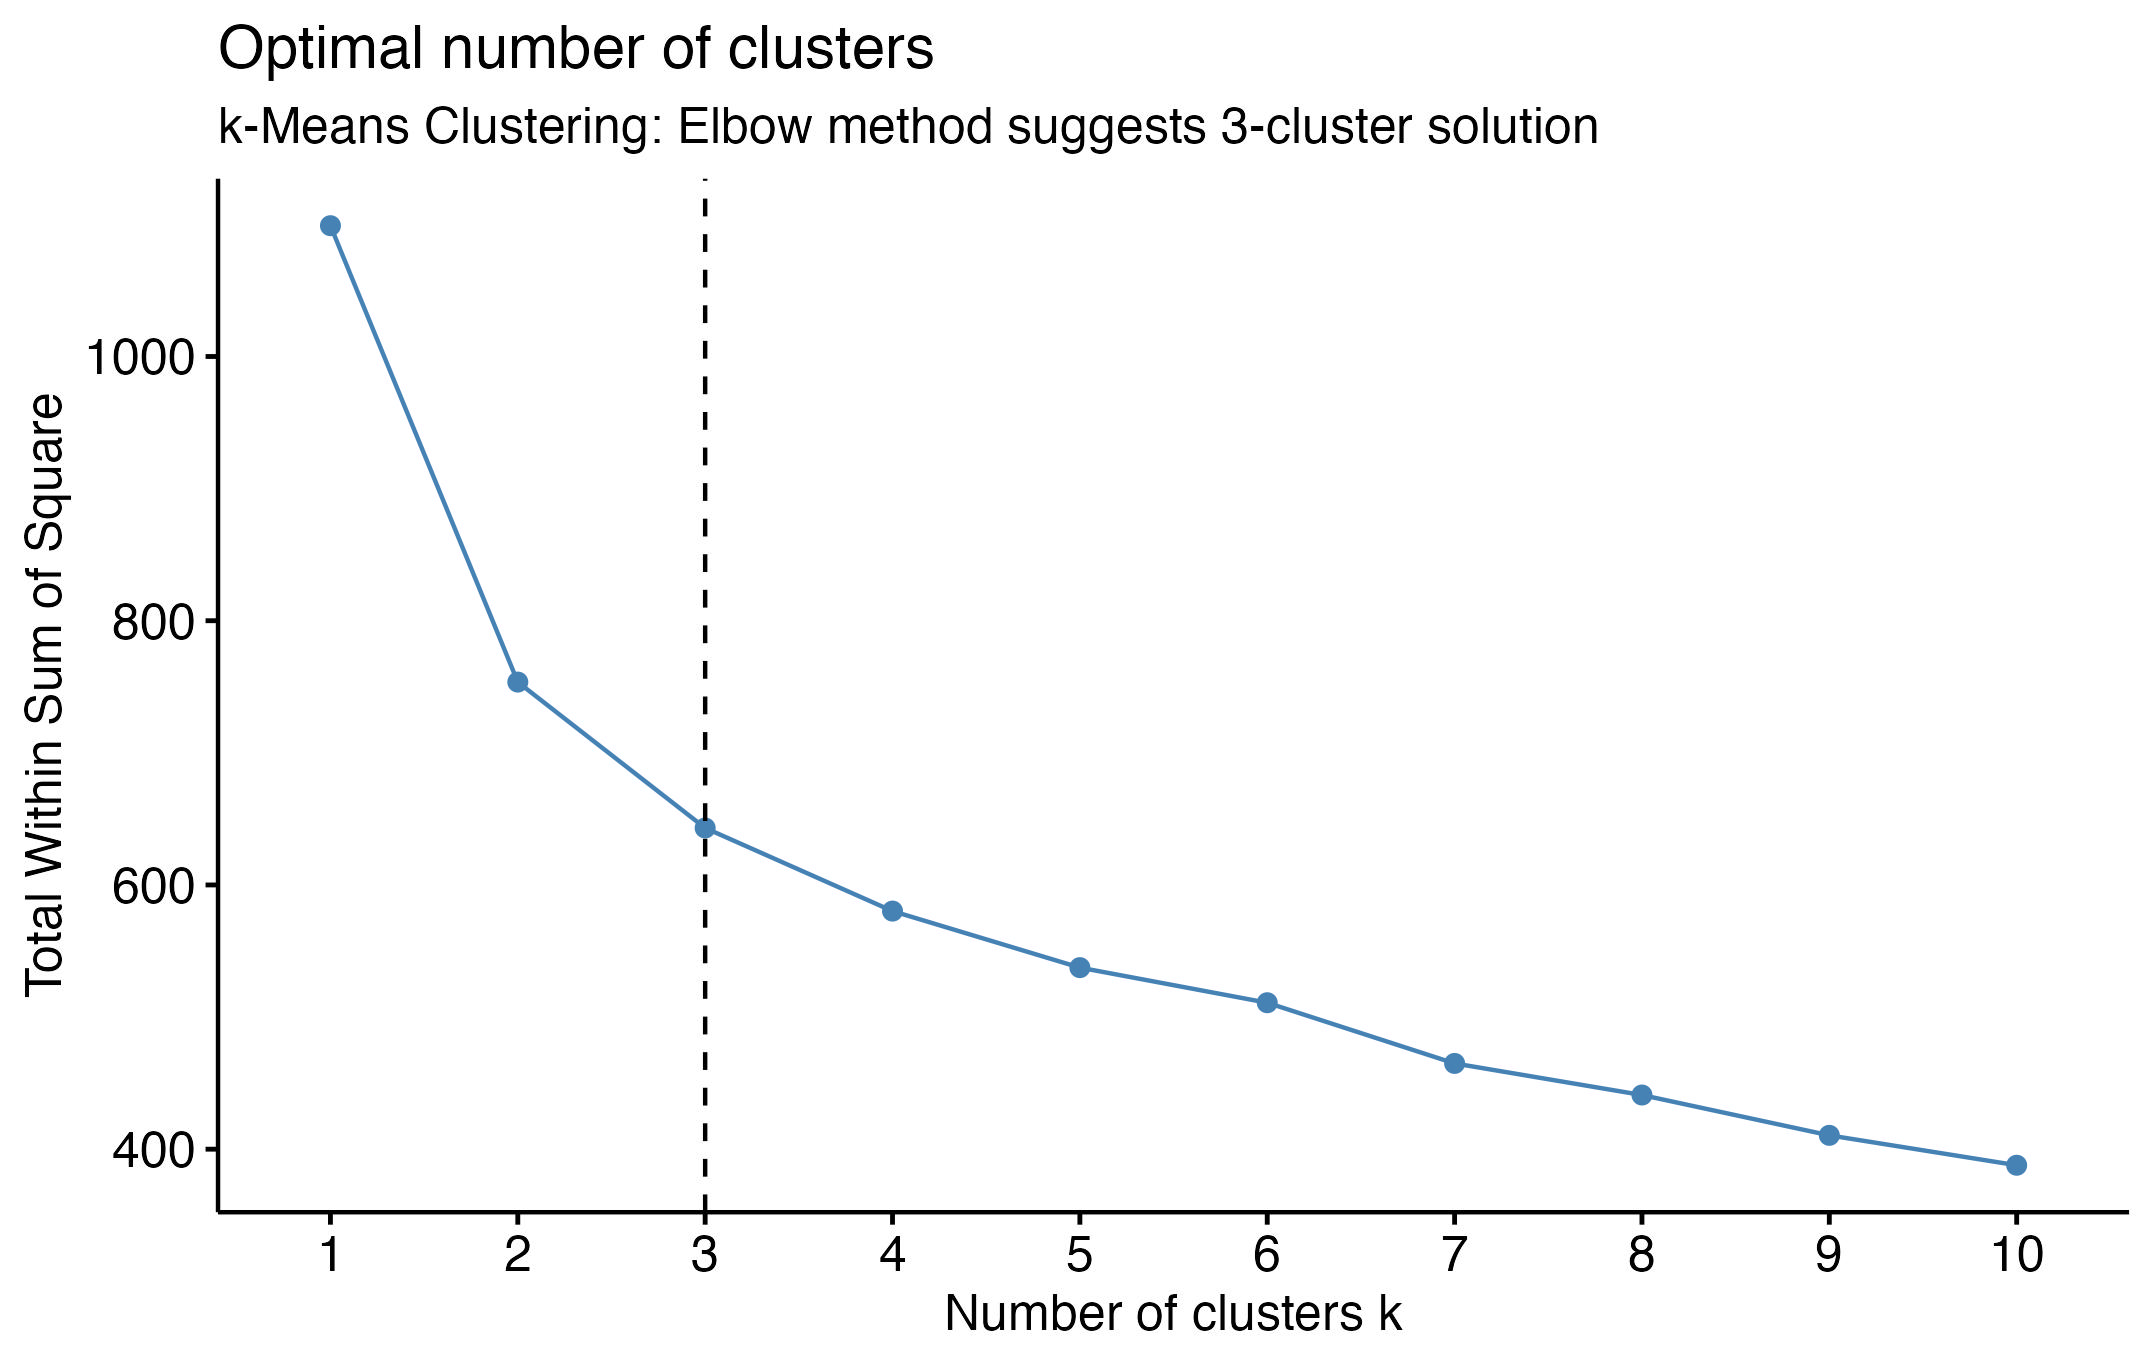 Optimal number of clusters
k-Means Clustering: Elbow method suggests 3-cluster solution
Total Within Sum of Square
1000
800
600
400
1 2 3 4 5 6 7 8 9 10
Number of clusters k